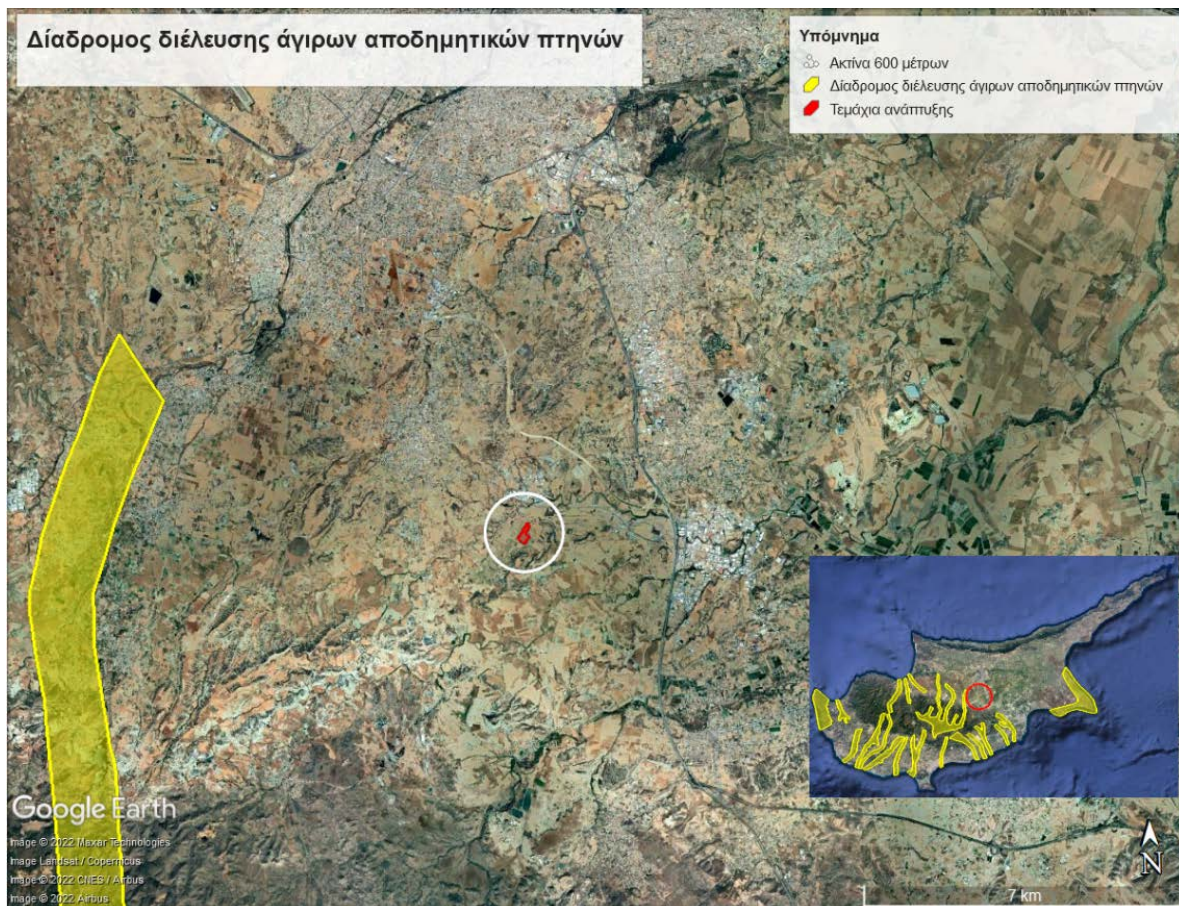 Δίαδρομος διέλευσης άγιρων αποδημητικών πτηνών
Υπόμνημα
Ακτίνα 600 μέτρων
Δίαδρομος διέλευσης άγιρων αποδημητικών πτηνών
Τεμάχια ανάπτυξης
Google Earth
Image © 2022 Maxar Technologies
Image Landsat / Copernicus
Image © 2022 CNES / Airbus
Image © 2022 Airbus
N
7 km